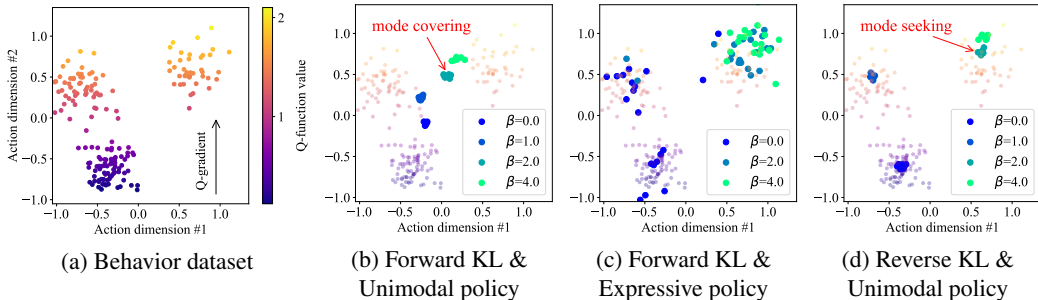 Action dimension #2
1.0
0.5
0.0
−0.5
−1.0
−1.0
−0.5
0.0
0.5
1.0
Action dimension #1
Q-gradient
2
1
Q-function value
(a) Behavior dataset
mode covering
1.0
0.5
0.0
−0.5
−1.0
β=0.0
β=1.0
β=2.0
β=4.0
−1.0
−0.5
0.0
0.5
1.0
Action dimension #1
(b) Forward KL &
Unimodal policy
1.0
0.5
0.0
−0.5
−1.0
β=0.0
β=2.0
β=4.0
−1.0
−0.5
0.0
0.5
1.0
Action dimension #1
(c) Forward KL &
Expressive policy
mode seeking
1.0
0.5
0.0
−0.5
−1.0
β=0.0
β=1.0
β=2.0
β=4.0
−1.0
−0.5
0.0
0.5
1.0
Action dimension #1
(d) Reverse KL &
Unimodal policy